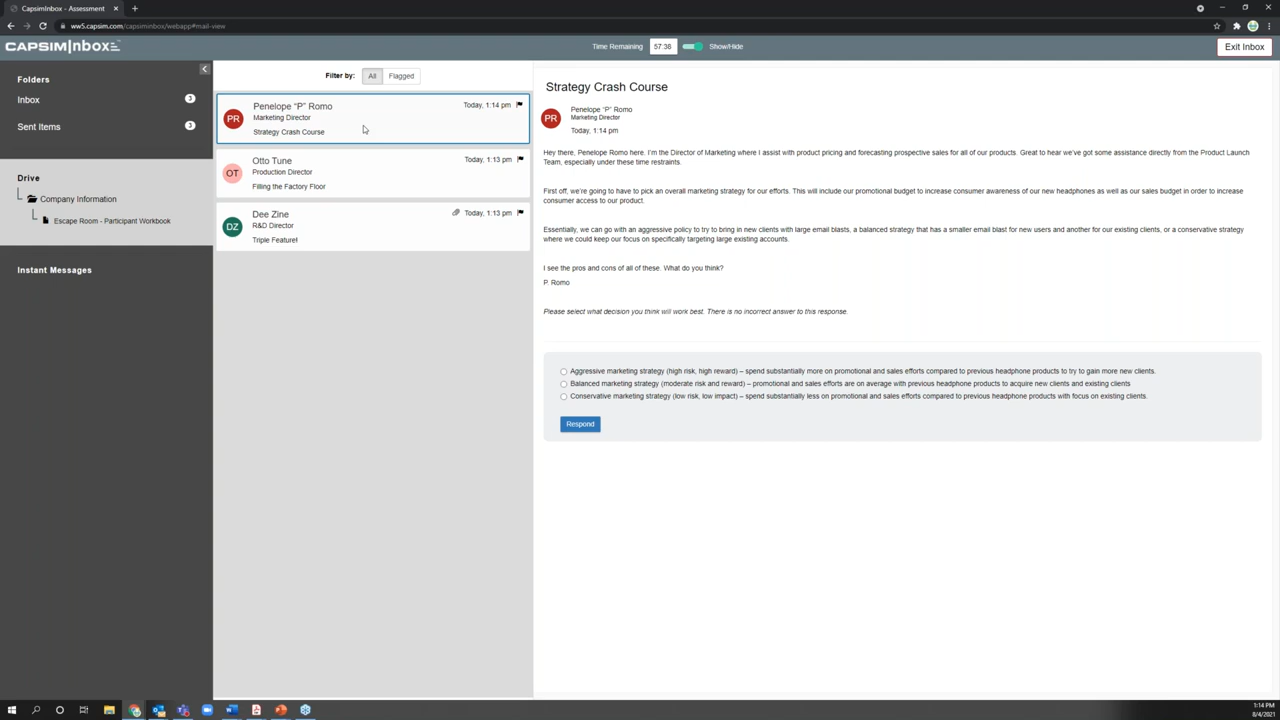 CapsimInbox - Assessment
ww5.capsim.com/capsiminbox/webapp#mail-view
CAPSIMInbox
Time Remaining 57:38 Show/Hide
Exit Inbox
Folders
Inbox 3
Sent Items 3
Drive
Company Information
Escape Room - Participant Workbook
Instant Messages
Filter by: All Flagged
PR
Penelope “P” Romo Today, 1:14 pm
Marketing Director
Strategy Crash Course
OT
Otto Tune Today, 1:13 pm
Production Director
Filling the Factory Floor
DZ
Dee Zine Today, 1:13 pm
R&D Director
Triple Feature!
Strategy Crash Course
PR
Penelope “P” Romo
Marketing Director
Today, 1:14 pm
Hey there, Penelope Romo here. I'm the Director of Marketing where I assist with product pricing and forecasting prospective sales for all of our products. Great to hear we've got some assistance directly from the Product Launch
Team, especially under these time restraints.
First off, we're going to have to pick an overall marketing strategy for our efforts. This will include our promotional budget to increase consumer awareness of our new headphones as well as our sales budget in order to increase
consumer access to our product.
Essentially, we can go with an aggressive policy to try to bring in new clients with large email blasts, a balanced strategy that has a smaller email blast for new users and another for our existing clients, or a conservative strategy
where we could keep our focus on specifically targeting large existing accounts.
I see the pros and cons of all of these. What do you think?
P. Romo
Please select what decision you think will work best. There is no incorrect answer to this response.
Aggressive marketing strategy (high risk, high reward) – spend substantially more on promotional and sales efforts compared to previous headphone products to try to gain more new clients.
Balanced marketing strategy (moderate risk and reward) – promotional and sales efforts are on average with previous headphone products to acquire new clients and existing clients
Conservative marketing strategy (low risk, low impact) – spend substantially less on promotional and sales efforts compared to previous headphone products with focus on existing clients.
Respond
1:14 PM
8/4/2021